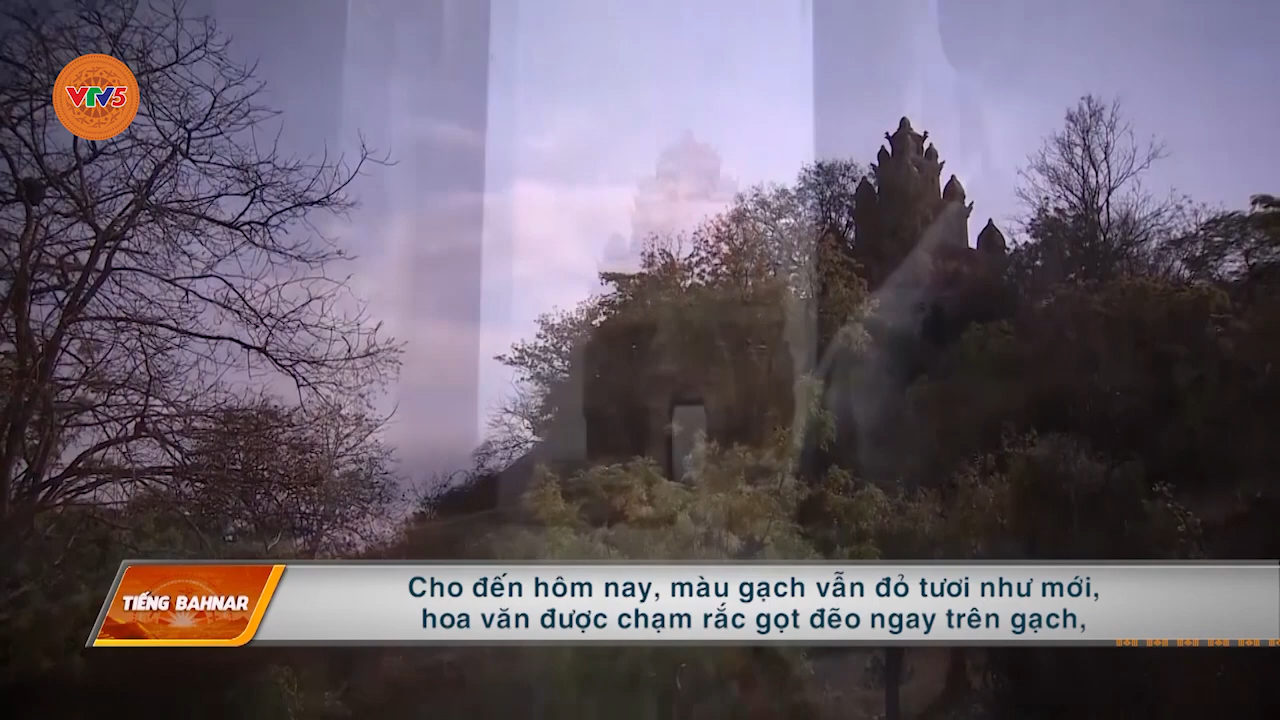 VTV5
TIẾNG BAHNAR
Cho đến hôm nay, màu gạch vẫn đỏ tươi như mới,
hoa văn được chạm rắc gọt đẽo ngay trên gạch,